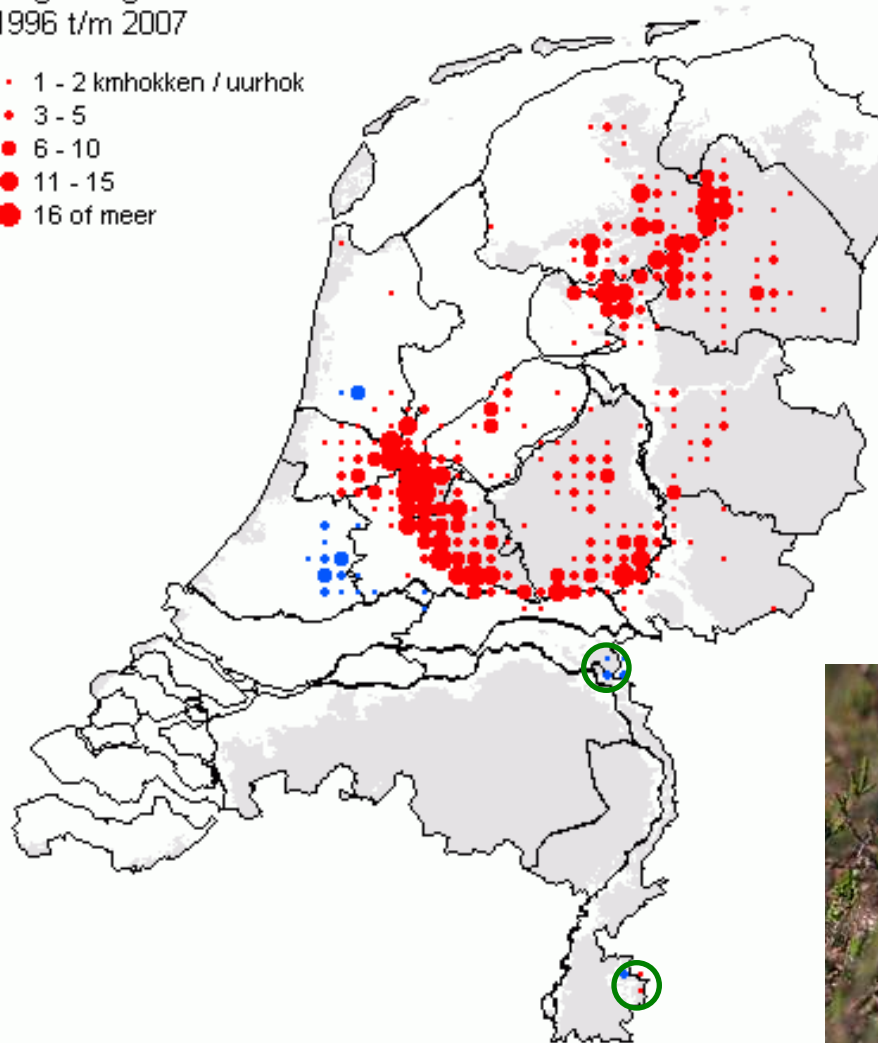 1996 t/m 2007
1 - 2 kmhokken / uurhok
3 - 5
6 - 10
11 - 15
16 of meer